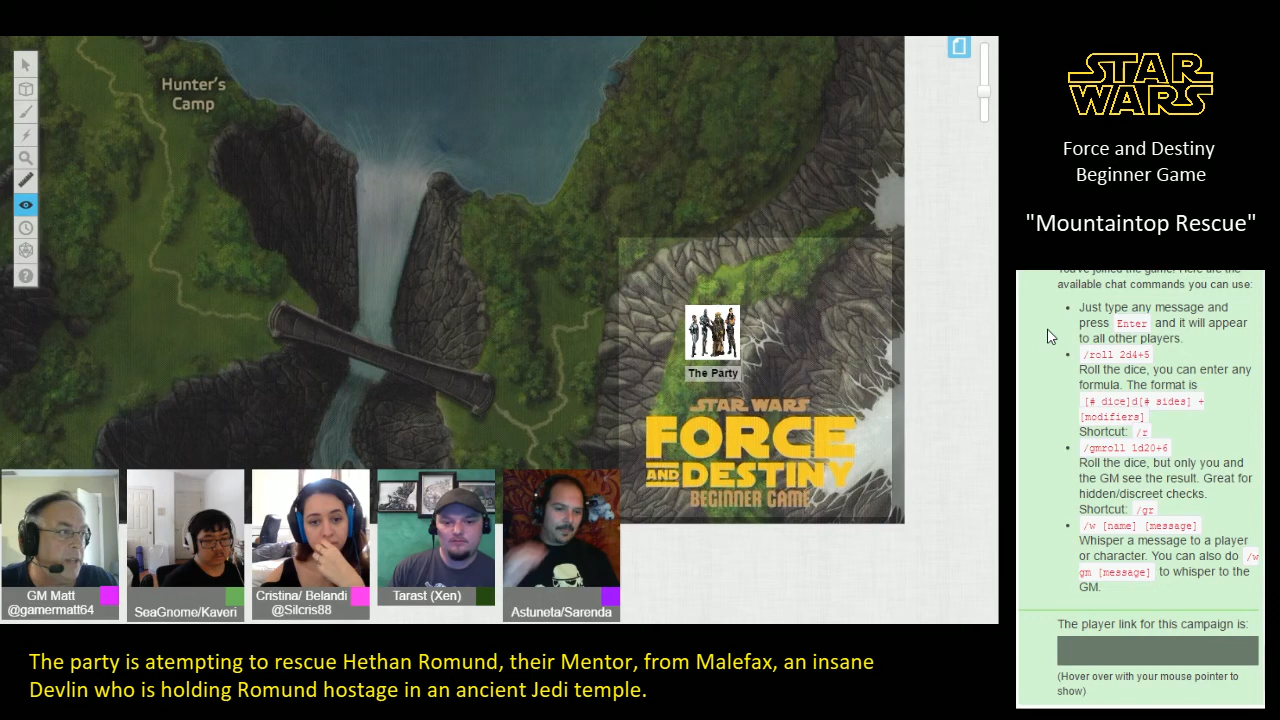 Hunter's
Camp
The Party
STAR WARS
FORCE
AND DESTINY
BEGINNER GAME
GM Matt
@gamermatt64
SeaGnome/Kaveri
Cristina/ Belandi
@Silcris88
Tarast (Xen)
Astuneta/Sarenda
The party is atempting to rescue Hethan Romund, their Mentor, from Malefax, an insane
Devlin who is holding Romund hostage in an ancient Jedi temple.
STAR
WARS
Force and Destiny
Beginner Game
"Mountaintop Rescue"
You've joined the game! Here are the
available chat commands you can use:
Just type any message and
press Enter and it will appear
to all other players.
/roll 2d4+5
Roll the dice, you can enter any
formula. The format is
[# dice]d[# sides] +
[modifiers]
Shortcut: /r
/gmroll 1d20+6
Roll the dice, but only you and
the GM see the result. Great for
hidden/discreet checks.
Shortcut: /gr
/w [name] [message]
Whisper a message to a player
or character. You can also do /w
gm [message] to whisper to the
GM.
The player link for this campaign is:
(Hover over with your mouse pointer to
show)